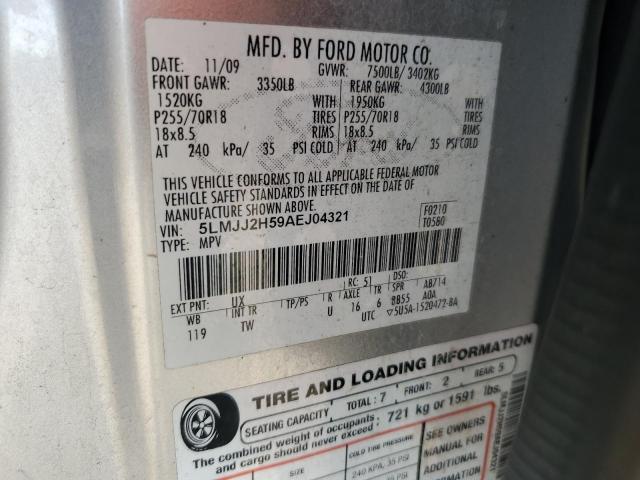 MFD. BY FORD MOTOR CO.
DATE: 11/09 GVWR: 7500LB/ 3402KG
FRONT GAWR: 3350LB REAR GAWR: 4300LB
1520KG WITH 1950KG WITH
P255/70R18 TIRES P255/70R18 TIRES
18x8.5 RIMS 18x8.5 RIMS
AT 240 kPa/ 35 PSI COLD AT 240 kPa/ 35 PSI COLD
THIS VEHICLE CONFORMS TO ALL APPLICABLE FEDERAL MOTOR
VEHICLE SAFETY STANDARDS IN EFFECT ON THE DATE OF
MANUFACTURE SHOWN ABOVE.
VIN: 5LMJJ2H59AEJ04321 F0210
TYPE: MPV T0580
EXT PNT: UX RC: 51 DSO:
WB INT TR TP/PS R AXLE TR SPR AB714
119 TW U 16 6 BB55 AOA
UTC ▽5U5A-1520472-BA
TIRE AND LOADING INFORMATION
SEATING CAPACITY TOTAL: 7 FRONT: 2 REAR: 5
The combined weight of occupants
and cargo should never exceed: 721 kg or 1591 lbs.
SIZE COLD TIRE PRESSURE SEE OWNERS
240 KPA, 35 PSI MANUAL FOR
ADDITIONAL